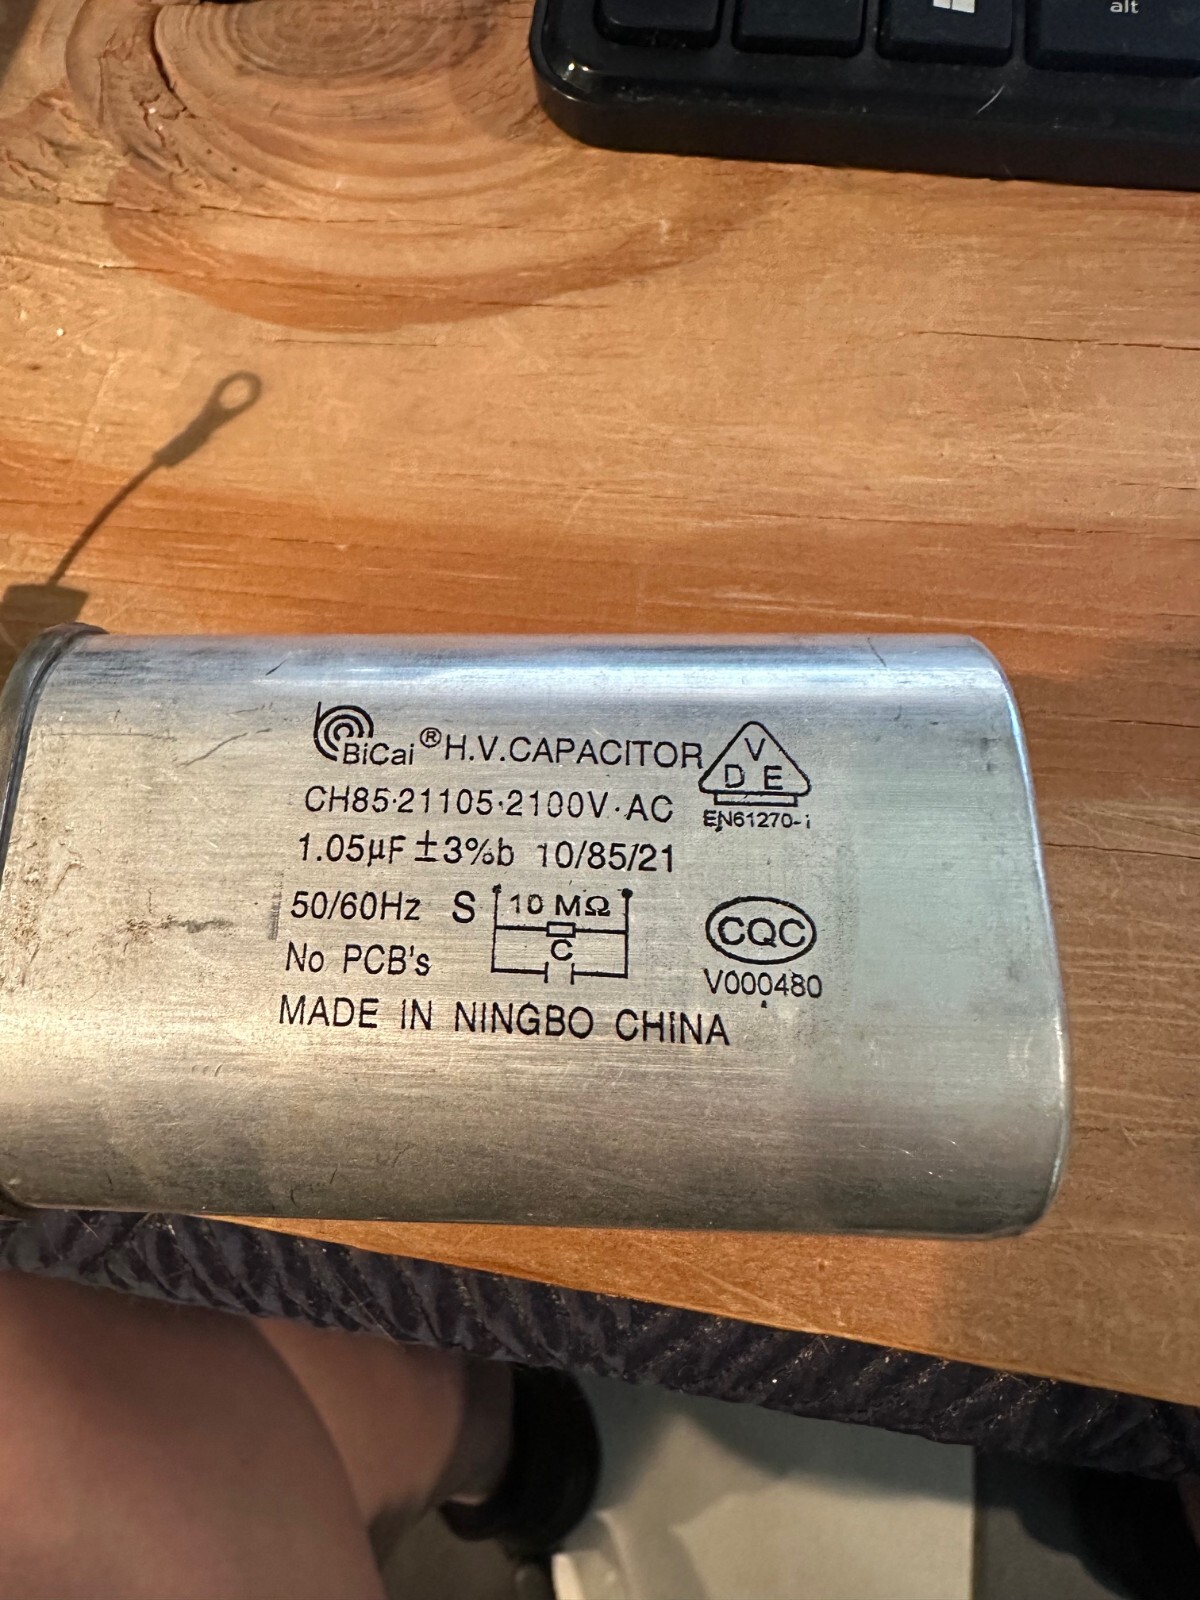 alt
BiCai® H.V.CAPACITOR
V
D E
CH85·21105·2100V·AC
EN61270-i
1.05µF ±3%b 10/85/21
50/60Hz S 10 MΩ
C
CQC
No PCB's
V000480
MADE IN NINGBO CHINA